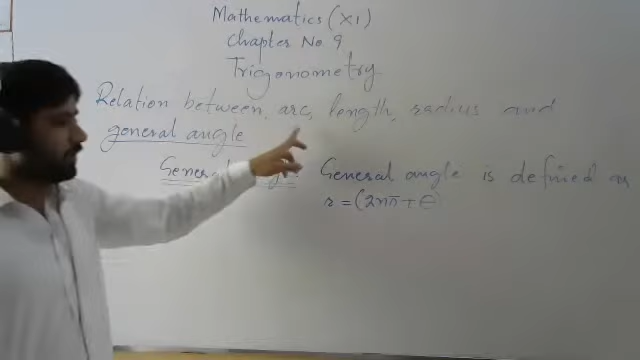 Mathematics (XI)
Chapter No 9
Trigonometry
Relation between, arc, length, radius and
general angle
General angle is defined as
r = (2nπ + θ